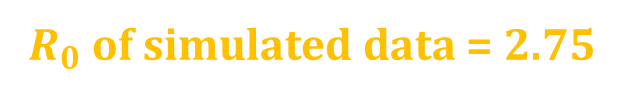 R₀ of simulated data = 2.75